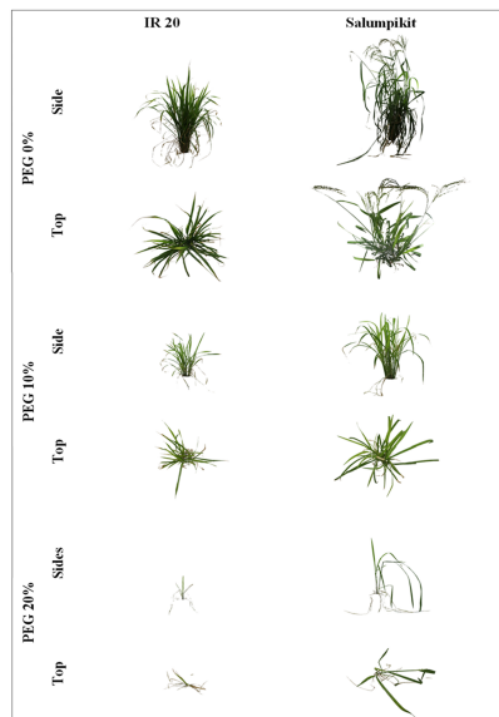 IR 20
Salumpikit
PEG 0%
Side
Top
PEG 10%
Side
Top
PEG 20%
Sides
Top